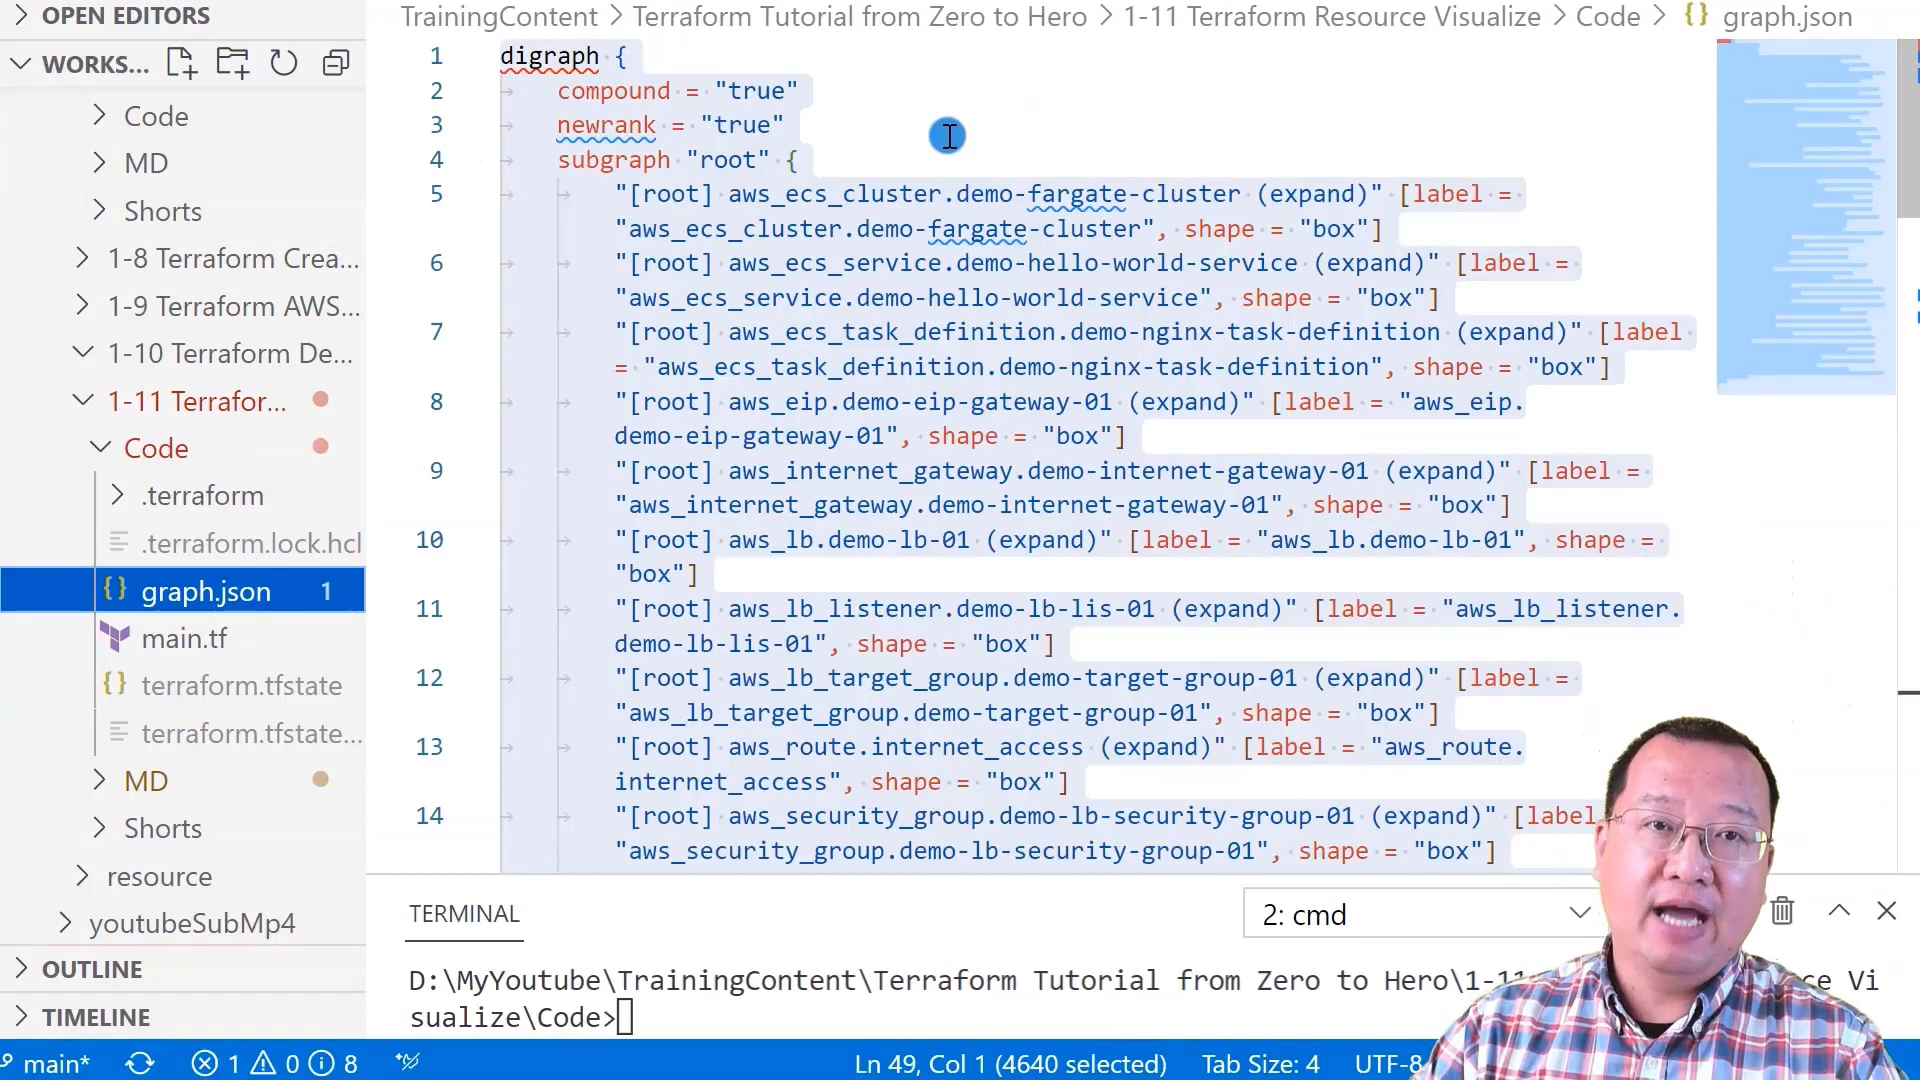 OPEN EDITORS
TrainingContent > Terraform Tutorial from Zero to Hero > 1-11 Terraform Resource Visualize > Code > {} graph.json
WORKS...
Code
MD
Shorts
1-8 Terraform Crea...
1-9 Terraform AWS...
1-10 Terraform De...
1-11 Terrafor...
Code
.terraform
.terraform.lock.hcl
{} graph.json 1
main.tf
{} terraform.tfstate
terraform.tfstate...
MD
Shorts
resource
youtubeSubMp4
OUTLINE
TIMELINE
1 digraph {
2 compound = "true"
3 newrank = "true"
4 subgraph "root" {
5 "[root] aws_ecs_cluster.demo-fargate-cluster (expand)" [label =
"aws_ecs_cluster.demo-fargate-cluster", shape = "box"]
6 "[root] aws_ecs_service.demo-hello-world-service (expand)" [label =
"aws_ecs_service.demo-hello-world-service", shape = "box"]
7 "[root] aws_ecs_task_definition.demo-nginx-task-definition (expand)" [label
= "aws_ecs_task_definition.demo-nginx-task-definition", shape = "box"]
8 "[root] aws_eip.demo-eip-gateway-01 (expand)" [label = "aws_eip.
demo-eip-gateway-01", shape = "box"]
9 "[root] aws_internet_gateway.demo-internet-gateway-01 (expand)" [label =
"aws_internet_gateway.demo-internet-gateway-01", shape = "box"]
10 "[root] aws_lb.demo-lb-01 (expand)" [label = "aws_lb.demo-lb-01", shape =
"box"]
11 "[root] aws_lb_listener.demo-lb-lis-01 (expand)" [label = "aws_lb_listener.
demo-lb-lis-01", shape = "box"]
12 "[root] aws_lb_target_group.demo-target-group-01 (expand)" [label =
"aws_lb_target_group.demo-target-group-01", shape = "box"]
13 "[root] aws_route.internet_access (expand)" [label = "aws_route.
internet_access", shape = "box"]
14 "[root] aws_security_group.demo-lb-security-group-01 (expand)" [label
"aws_security_group.demo-lb-security-group-01", shape = "box"]
TERMINAL
2: cmd
D:\MyYoutube\TrainingContent\Terraform Tutorial from Zero to Hero\1-11 ce Vi
sualize\Code>
main* 1 0 8 Ln 49, Col 1 (4640 selected) Tab Size: 4 UTF-8